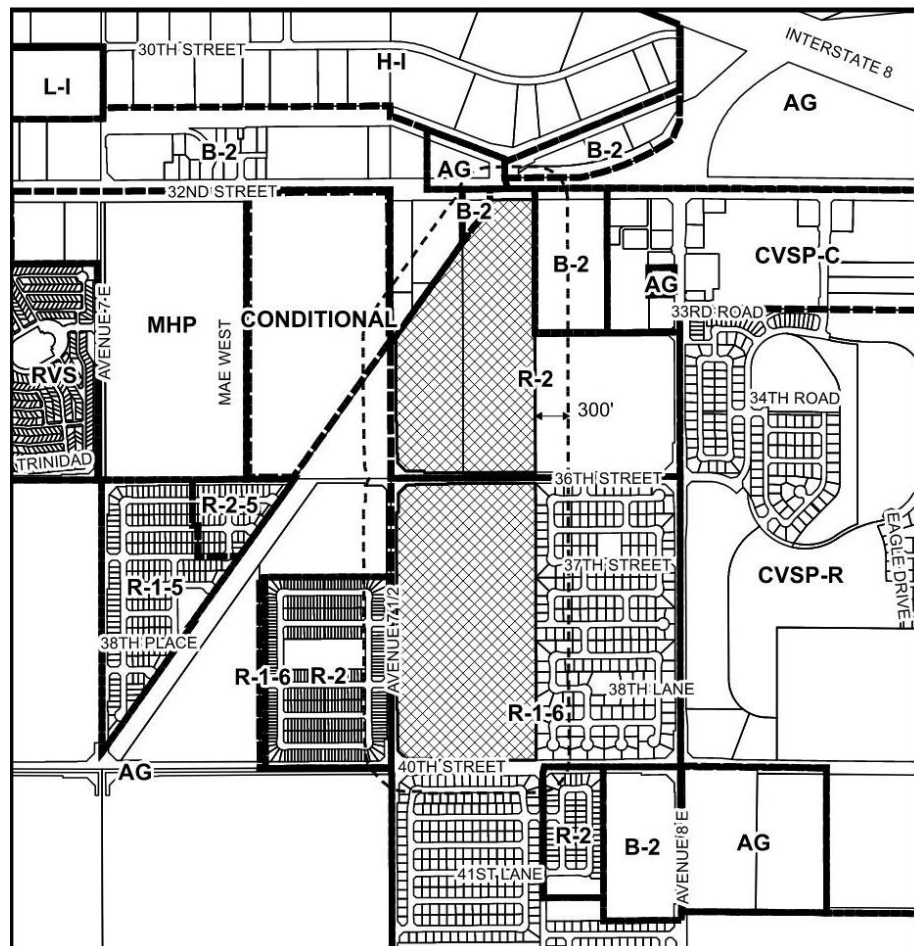 30TH STREET
H-I
INTERSTATE 8
L-I
AG
B-2
B-2
AG
32ND STREET
B-2
B-2
CVSP-C
AG
AVENUE 7 E
MHP
MAE WEST
CONDITIONAL
33RD ROAD
RVS
R-2
34TH ROAD
300'
TRINIDAD
36TH STREET
R-2-5
EAGLE DRIVE
37TH STREET
CVSP-R
R-1-5
38TH PLACE
AVENUE 7 1/2
R-1-6
R-2
38TH LANE
R-1-6
AG
40TH STREET
R-2
B-2
AG
41ST LANE
AVENUE 8 E